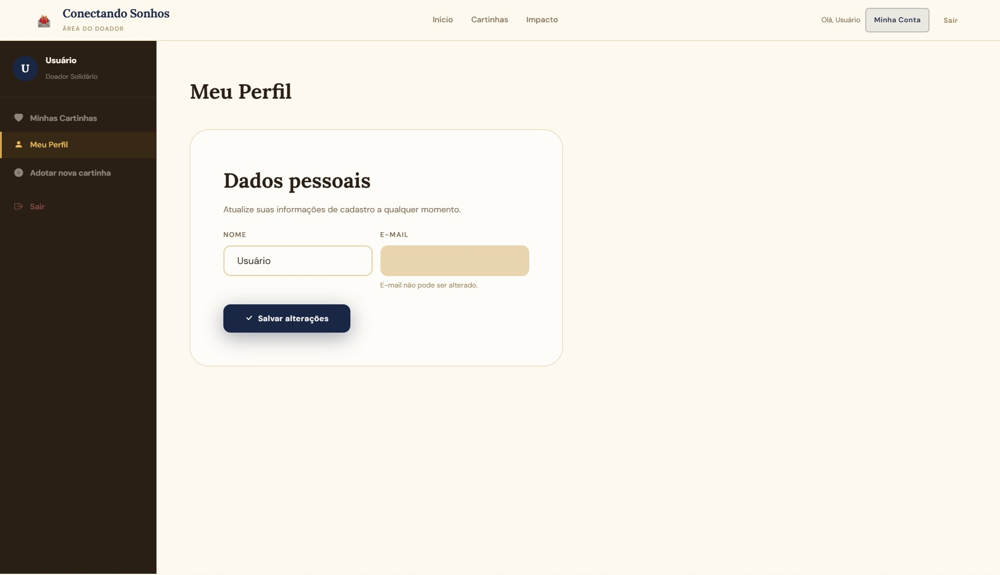 Conectando Sonhos
ÁREA DO DOADOR
Início
Cartinhas
Impacto
Olá, Usuário
Minha Conta
Sair
U
Usuário
Doador Solidário
Minhas Cartinhas
Meu Perfil
Adotar nova cartinha
Sair
Meu Perfil
Dados pessoais
Atualize suas informações de cadastro a qualquer momento.
NOME
E-MAIL
Usuário
E-mail não pode ser alterado.
Salvar alterações